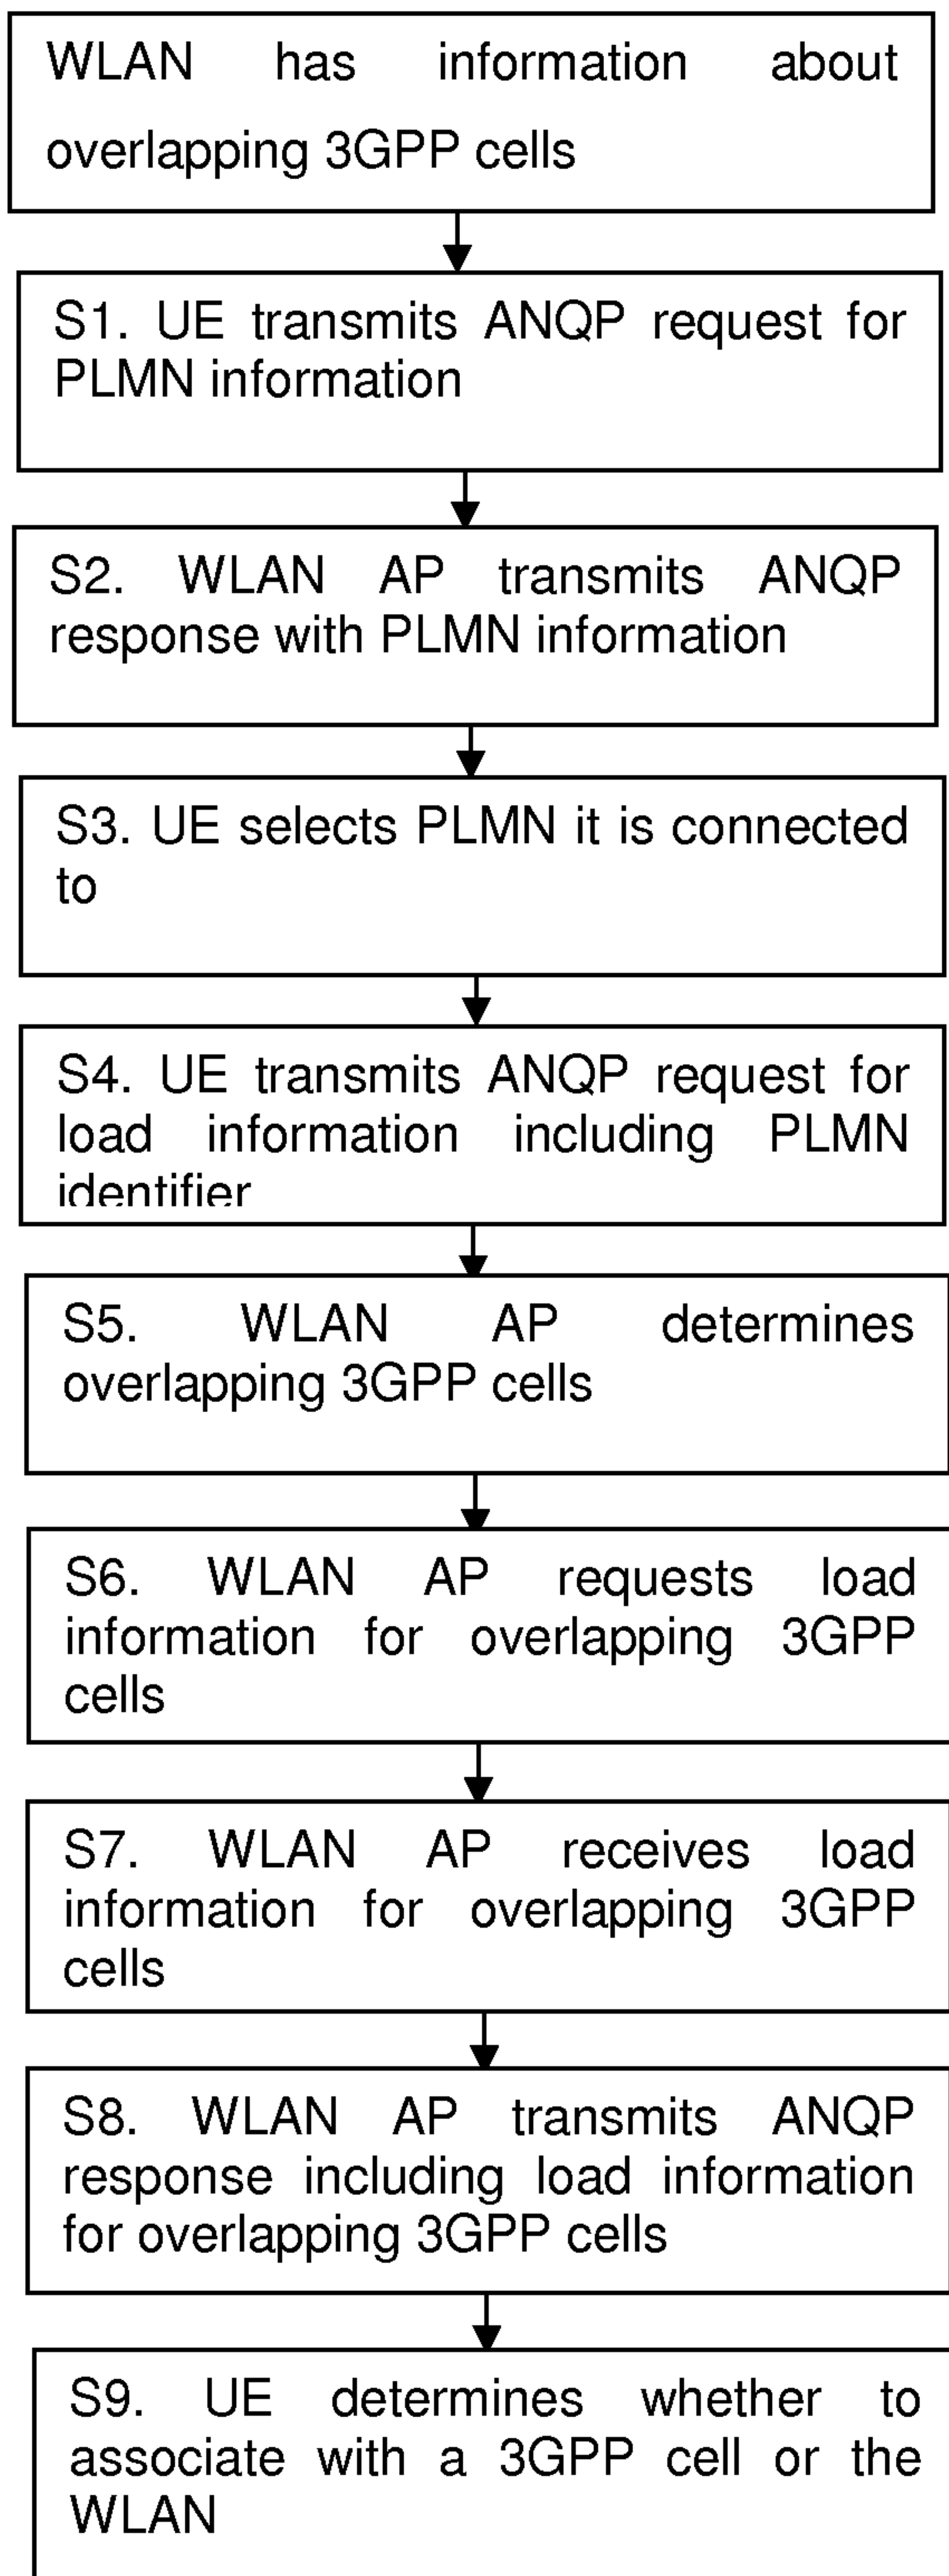 WLAN has information about
overlapping 3GPP cells
S1. UE transmits ANQP request for
PLMN information
S2. WLAN AP transmits ANQP
response with PLMN information
S3. UE selects PLMN it is connected
to
S4. UE transmits ANQP request for
load information including PLMN
identifier
S5. WLAN AP determines
overlapping 3GPP cells
S6. WLAN AP requests load
information for overlapping 3GPP
cells
S7. WLAN AP receives load
information for overlapping 3GPP
cells
S8. WLAN AP transmits ANQP
response including load information
for overlapping 3GPP cells
S9. UE determines whether to
associate with a 3GPP cell or the
WLAN